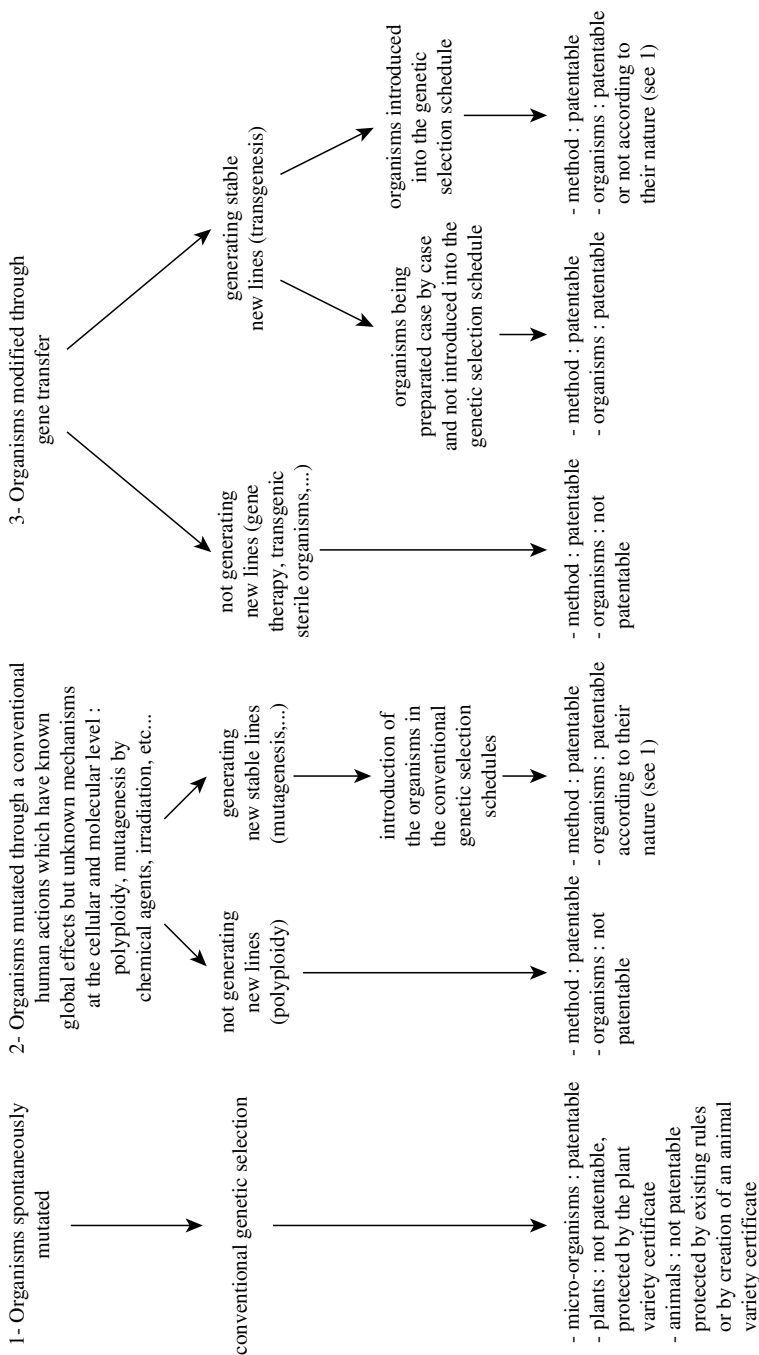 1- Organisms spontaneously
mutated
conventional genetic selection
- micro-organisms : patentable
- plants : not patentable,
protected by the plant
variety certificate
- animals : not patentable
protected by existing rules
or by creation of an animal
variety certificate
2- Organisms mutated through a conventional
human actions which have known
global effects but unknown mechanisms
at the cellular and molecular level :
polyploidy, mutagenesis by
chemical agents, irradiation, etc...
not generating
new lines
(polyploidy)
- method : patentable
- organisms : not
patentable
generating
new stable lines
(mutagenesis,...)
introduction of
the organisms in
the conventional
genetic selection
schedules
- method : patentable
- organisms : patentable
according to their
nature (see 1)
3- Organisms modified through
gene transfer
not generating
new lines (gene
therapy, transgenic
sterile organisms,...)
- method : patentable
- organisms : not
patentable
generating stable
new lines (transgenesis)
organisms being
prepared case by case
and not introduced into the
genetic selection schedule
- method : patentable
- organisms : patentable
organisms introduced
into the genetic
selection schedule
- method : patentable
- organisms : patentable
or not according to
their nature (see 1)